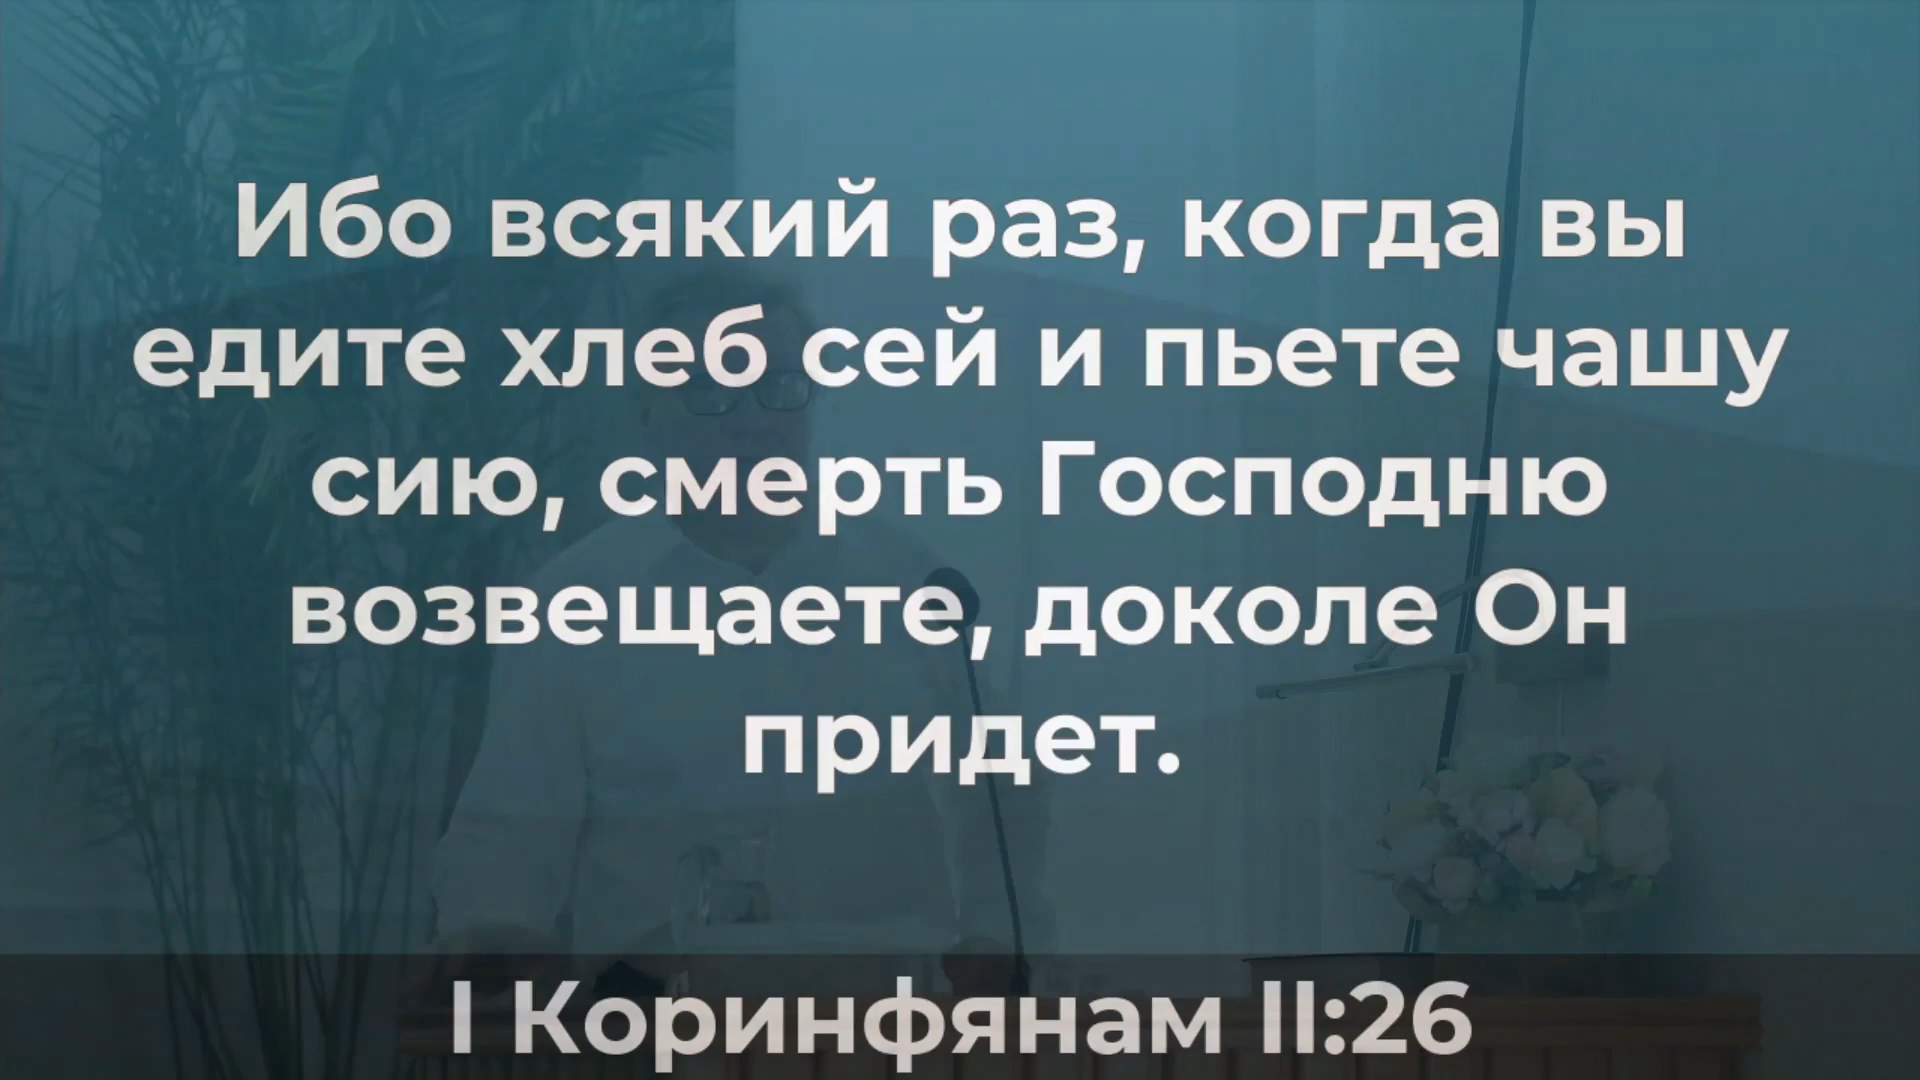 Ибо всякий раз, когда вы
едите хлеб сей и пьете чашу
сию, смерть Господню
возвещаете, доколе Он
придет.
I Коринфянам II:26